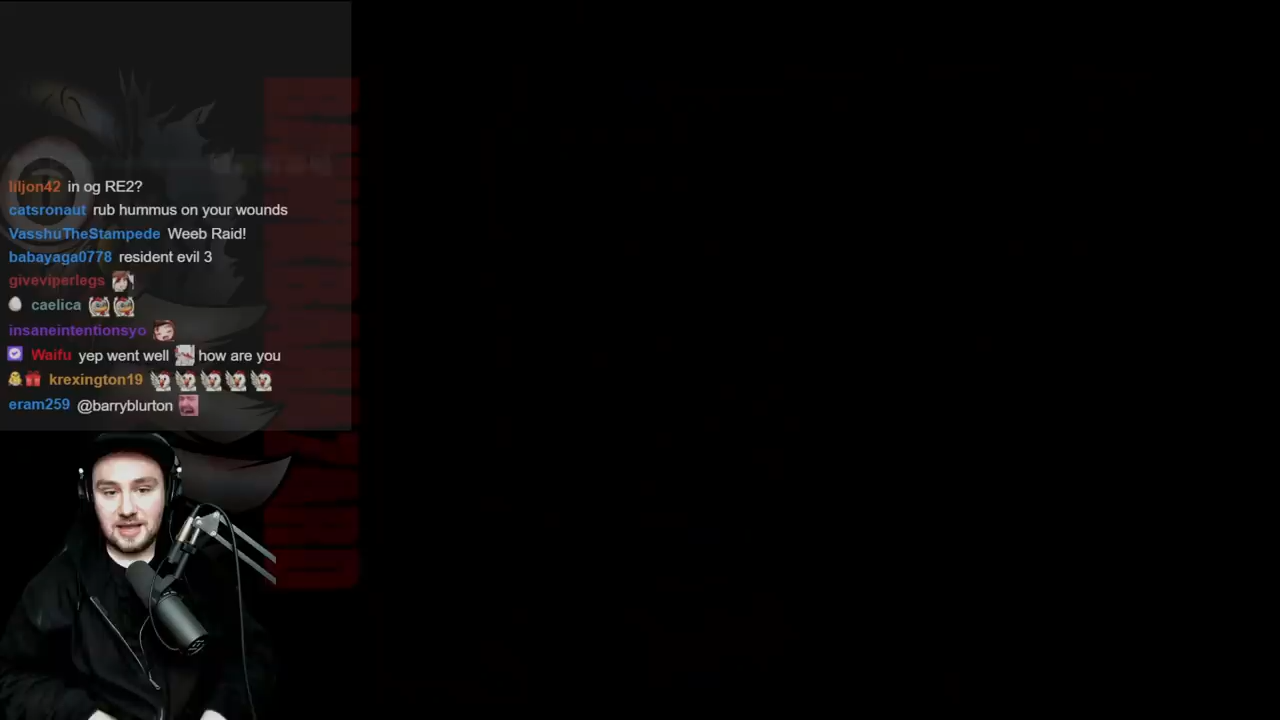 liljon42 in og RE2?
catsronaut rub hummus on your wounds
VasshuTheStampede Weeb Raid!
babayaga0778 resident evil 3
giveviperlegs
caelica
insaneintentionsyo
Waifu yep went well how are you
krexington19
eram259 @barryblurton